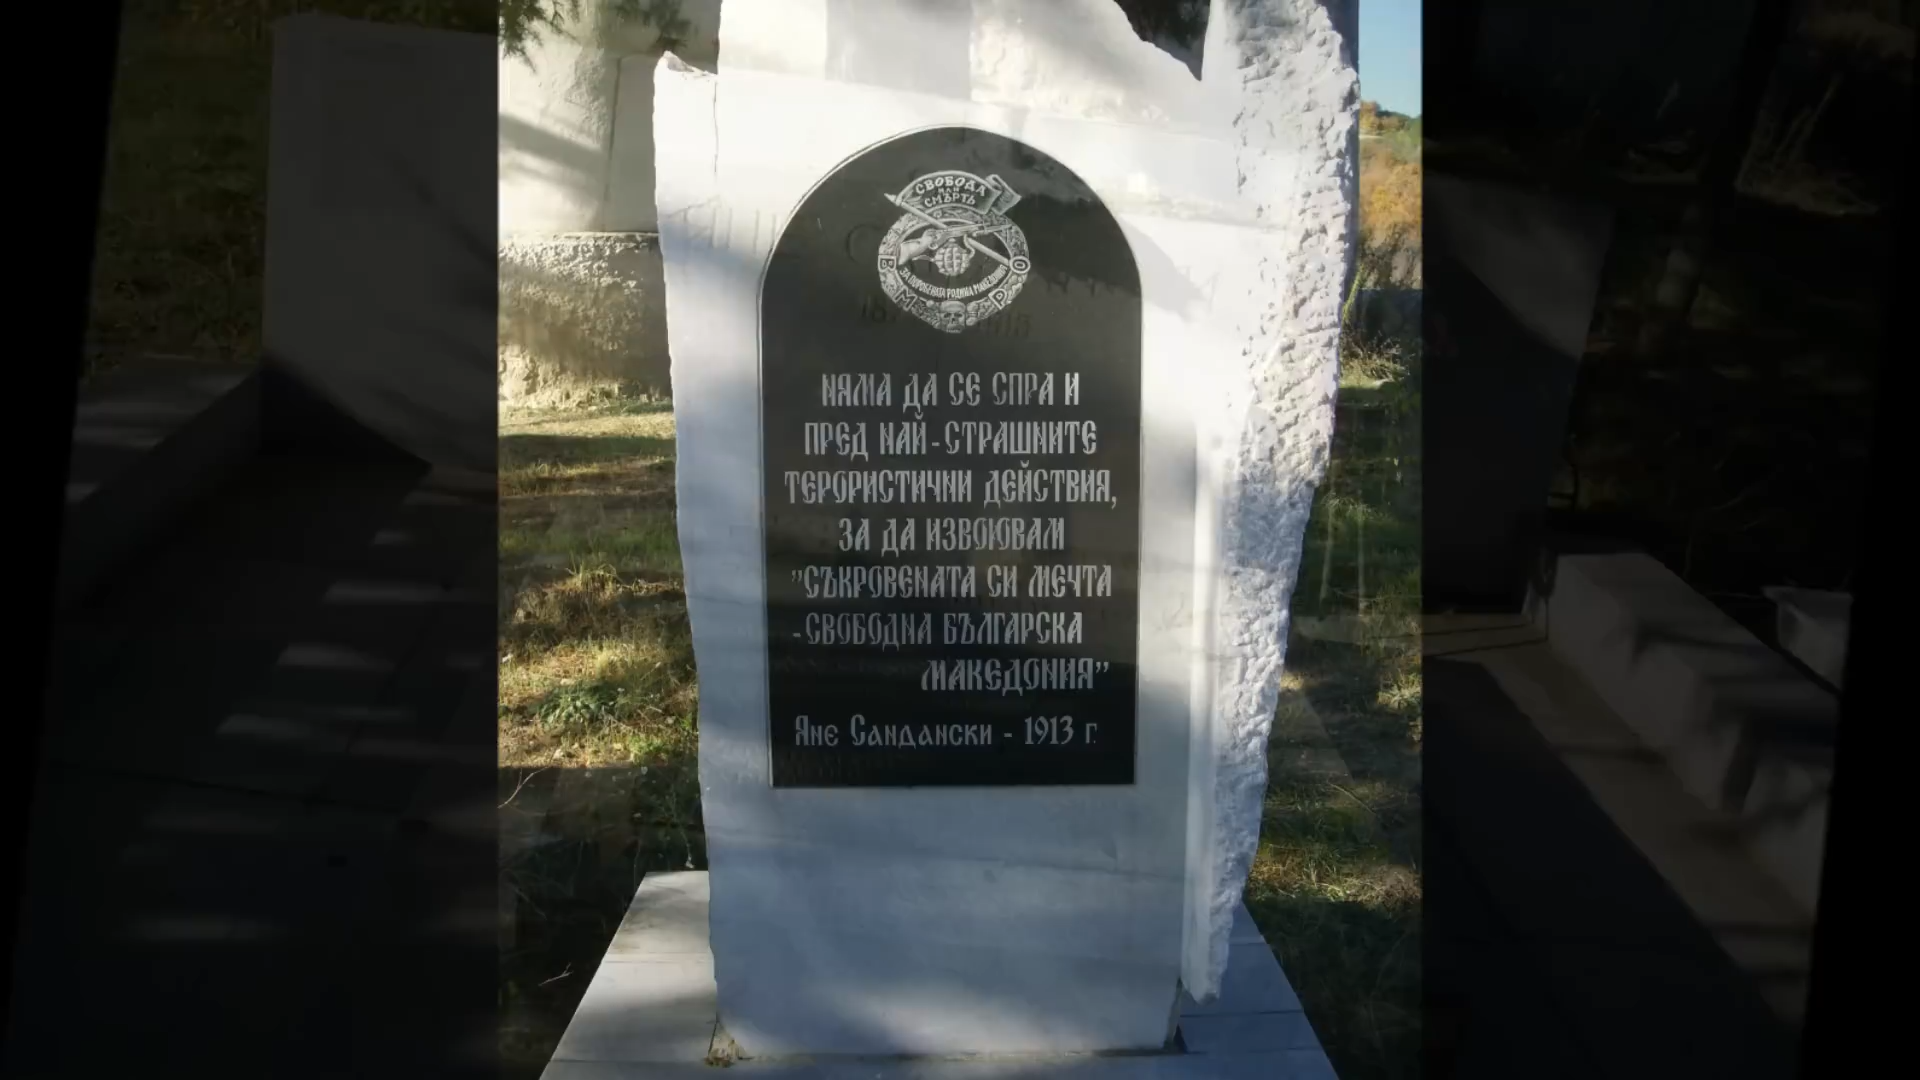 СВОБОДА
ИЛИ
СМЪРТЬ
ЗА ПОРОБЕНАТА РОДИНА МАКЕДОНИЯ
М Р О
НЯМА ДА СЕ СПРА И
ПРЕД НАЙ-СТРАШНИТЕ
ТЕРОРИСТИЧНИ ДЕЙСТВИЯ,
ЗА ДА ИЗВОЮВАМ
"СЪКРОВЕНАТА СИ МЕЧТА
-СВОБОДНА БЪЛГАРСКА
МАКЕДОНИЯ"
Яне Сандански - 1913 г.